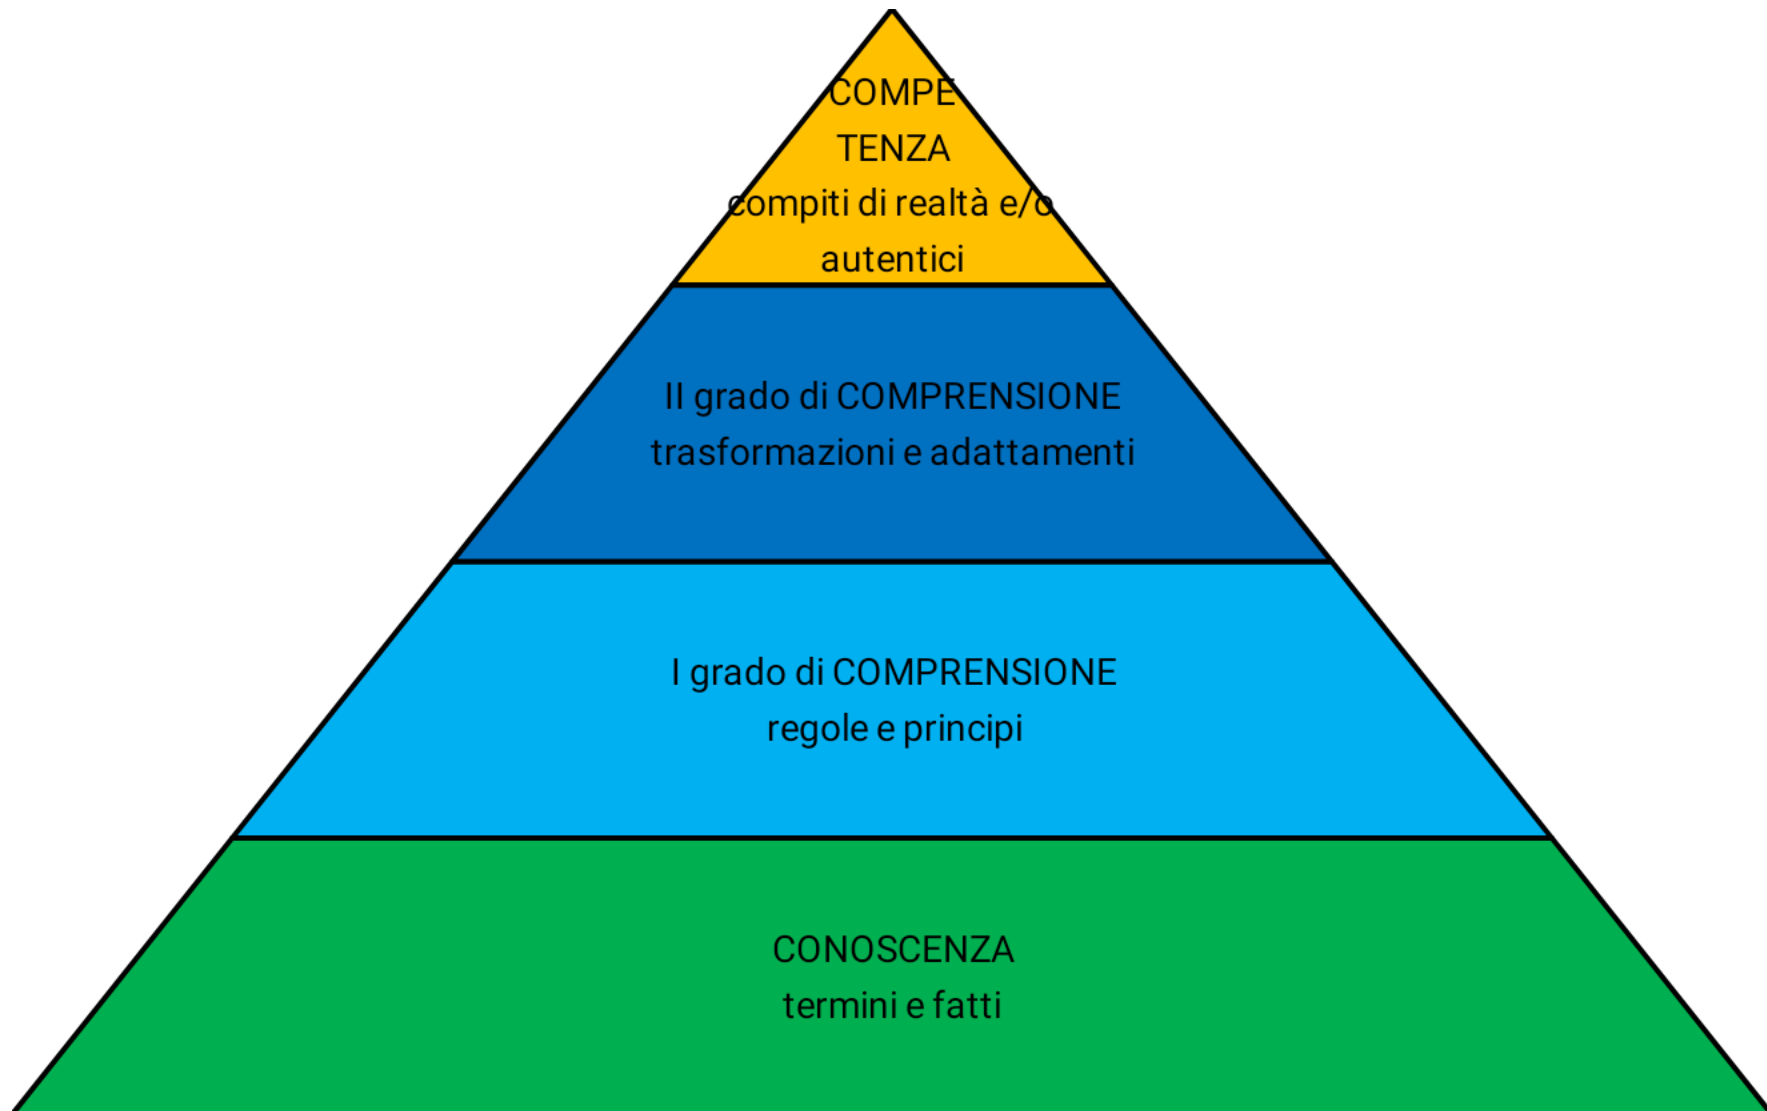 COMPE
TENZA
compiti di realtà e/o
autentici
II grado di COMPRENSIONE
trasformazioni e adattamenti
I grado di COMPRENSIONE
regole e principi
CONOSCENZA
termini e fatti